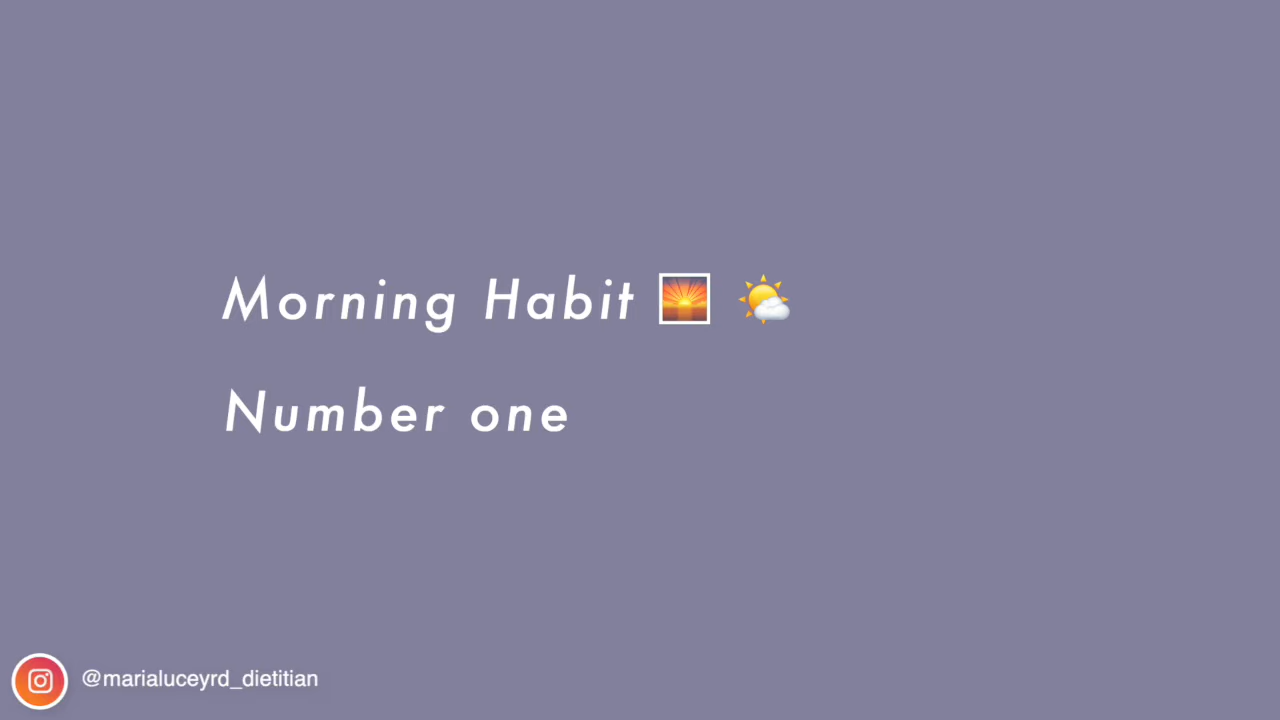 Morning Habit 🌅 🌤️
Number one
@marialuceyrd_dietitian